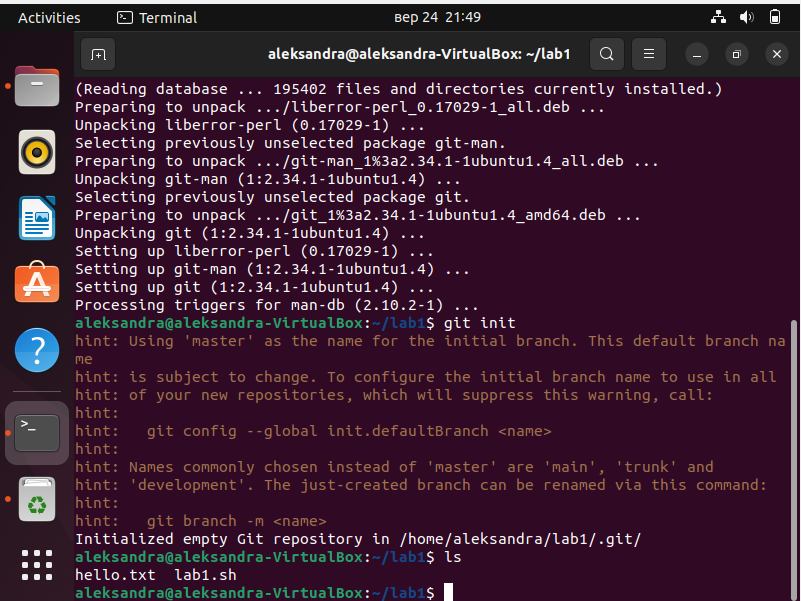 Activities Terminal вер 24 21:49
aleksandra@aleksandra-VirtualBox: ~/lab1
(Reading database ... 195402 files and directories currently installed.)
Preparing to unpack .../liberror-perl_0.17029-1_all.deb ...
Unpacking liberror-perl (0.17029-1) ...
Selecting previously unselected package git-man.
Preparing to unpack .../git-man_1%3a2.34.1-1ubuntu1.4_all.deb ...
Unpacking git-man (1:2.34.1-1ubuntu1.4) ...
Selecting previously unselected package git.
Preparing to unpack .../git_1%3a2.34.1-1ubuntu1.4_amd64.deb ...
Unpacking git (1:2.34.1-1ubuntu1.4) ...
Setting up liberror-perl (0.17029-1) ...
Setting up git-man (1:2.34.1-1ubuntu1.4) ...
Setting up git (1:2.34.1-1ubuntu1.4) ...
Processing triggers for man-db (2.10.2-1) ...
aleksandra@aleksandra-VirtualBox:~/lab1$ git init
hint: Using 'master' as the name for the initial branch. This default branch na
me
hint: is subject to change. To configure the initial branch name to use in all
hint: of your new repositories, which will suppress this warning, call:
hint:
hint:   git config --global init.defaultBranch <name>
hint:
hint: Names commonly chosen instead of 'master' are 'main', 'trunk' and
hint: 'development'. The just-created branch can be renamed via this command:
hint:
hint:   git branch -m <name>
Initialized empty Git repository in /home/aleksandra/lab1/.git/
aleksandra@aleksandra-VirtualBox:~/lab1$ ls
hello.txt  lab1.sh
aleksandra@aleksandra-VirtualBox:~/lab1$